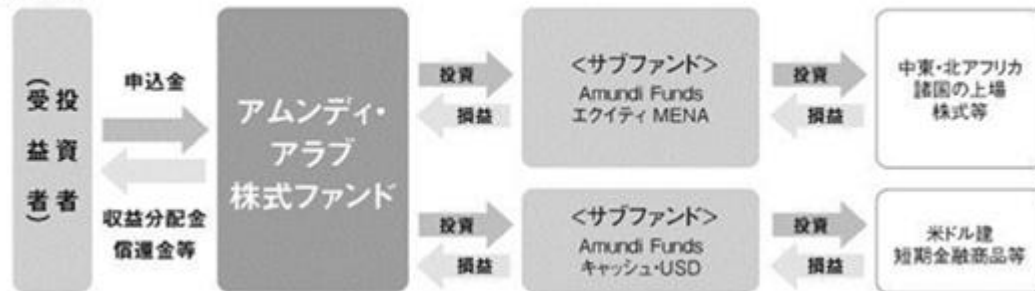 投資者
(受益者)
申込金
収益分配金
償還金等
アムンディ・
アラブ
株式ファンド
投資
損益
<サブファンド>
Amundi Funds
エクイティ MENA
投資
損益
中東・北アフリカ
諸国の上場
株式等
投資
損益
<サブファンド>
Amundi Funds
キャッシュ・USD
投資
損益
米ドル建
短期金融商品等